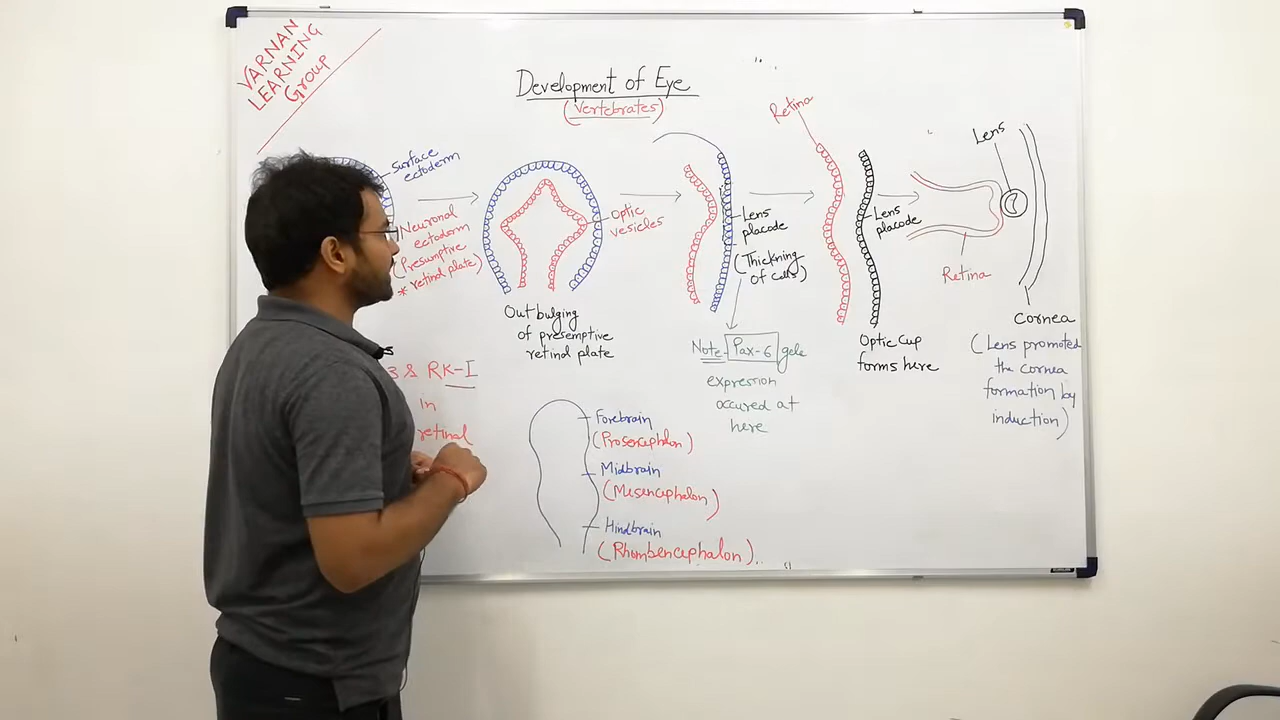 VARNAN
LEARNING
Group
Development of Eye
(Vertebrates)
Surface
ectoderm
Neuronal
ectoderm
(Presumptive
* retinal plate)
Optic
vesicles
Out bulging
of presemptive
retinal plate
Lens
placode
(Thickning
of cells)
Note - Pax-6 gele
expression
occured at
here
Retina
Lens
placode
Optic Cup
forms here
Lens
Retina
Cornea
(Lens promoted
the cornea
formation by
induction)
3 & RK-I
in
retinal
Forebrain
(Prosencephalon)
Midbrain
(Mesencephalon)
Hindbrain
(Rhombencephalon)